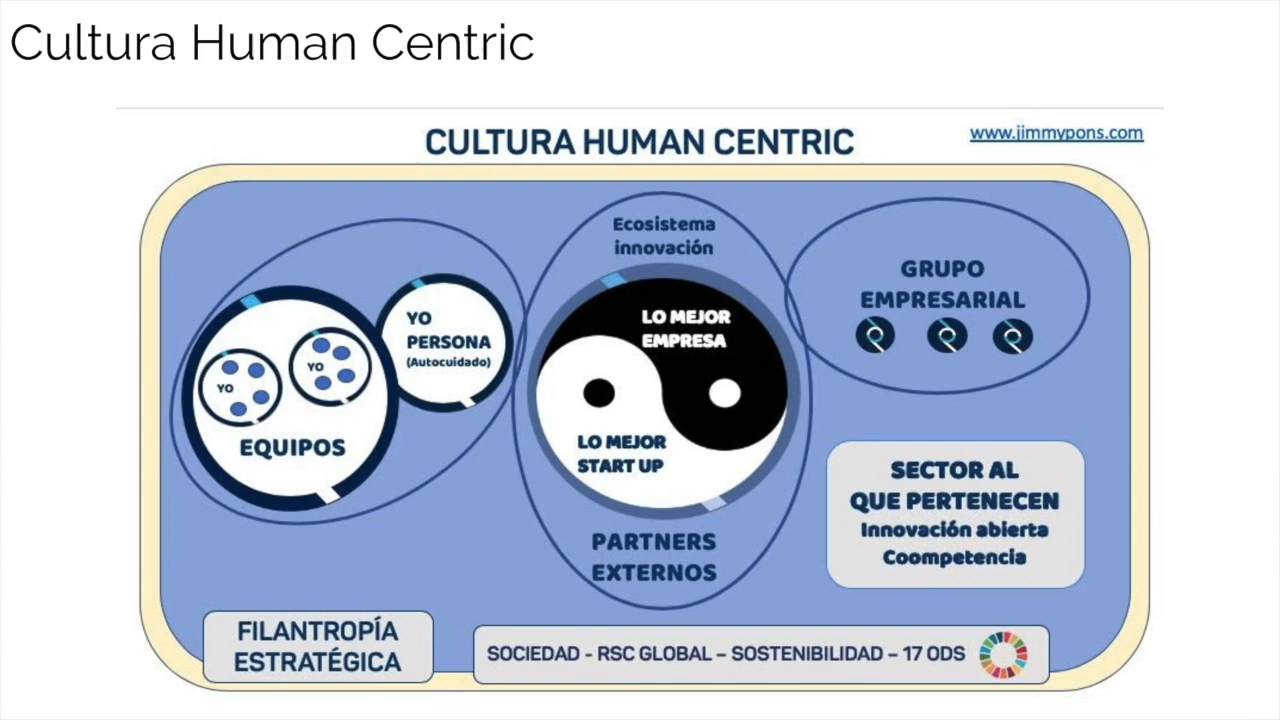 Cultura Human Centric
CULTURA HUMAN CENTRIC
www.jimmypons.com
YO
YO
EQUIPOS
YO
PERSONA
(Autocuidado)
Ecosistema
innovación
LO MEJOR
EMPRESA
LO MEJOR
START UP
PARTNERS
EXTERNOS
GRUPO
EMPRESARIAL
SECTOR AL
QUE PERTENECEN
Innovación abierta
Coompetencia
FILANTROPÍA
ESTRATÉGICA
SOCIEDAD - RSC GLOBAL – SOSTENIBILIDAD – 17 ODS